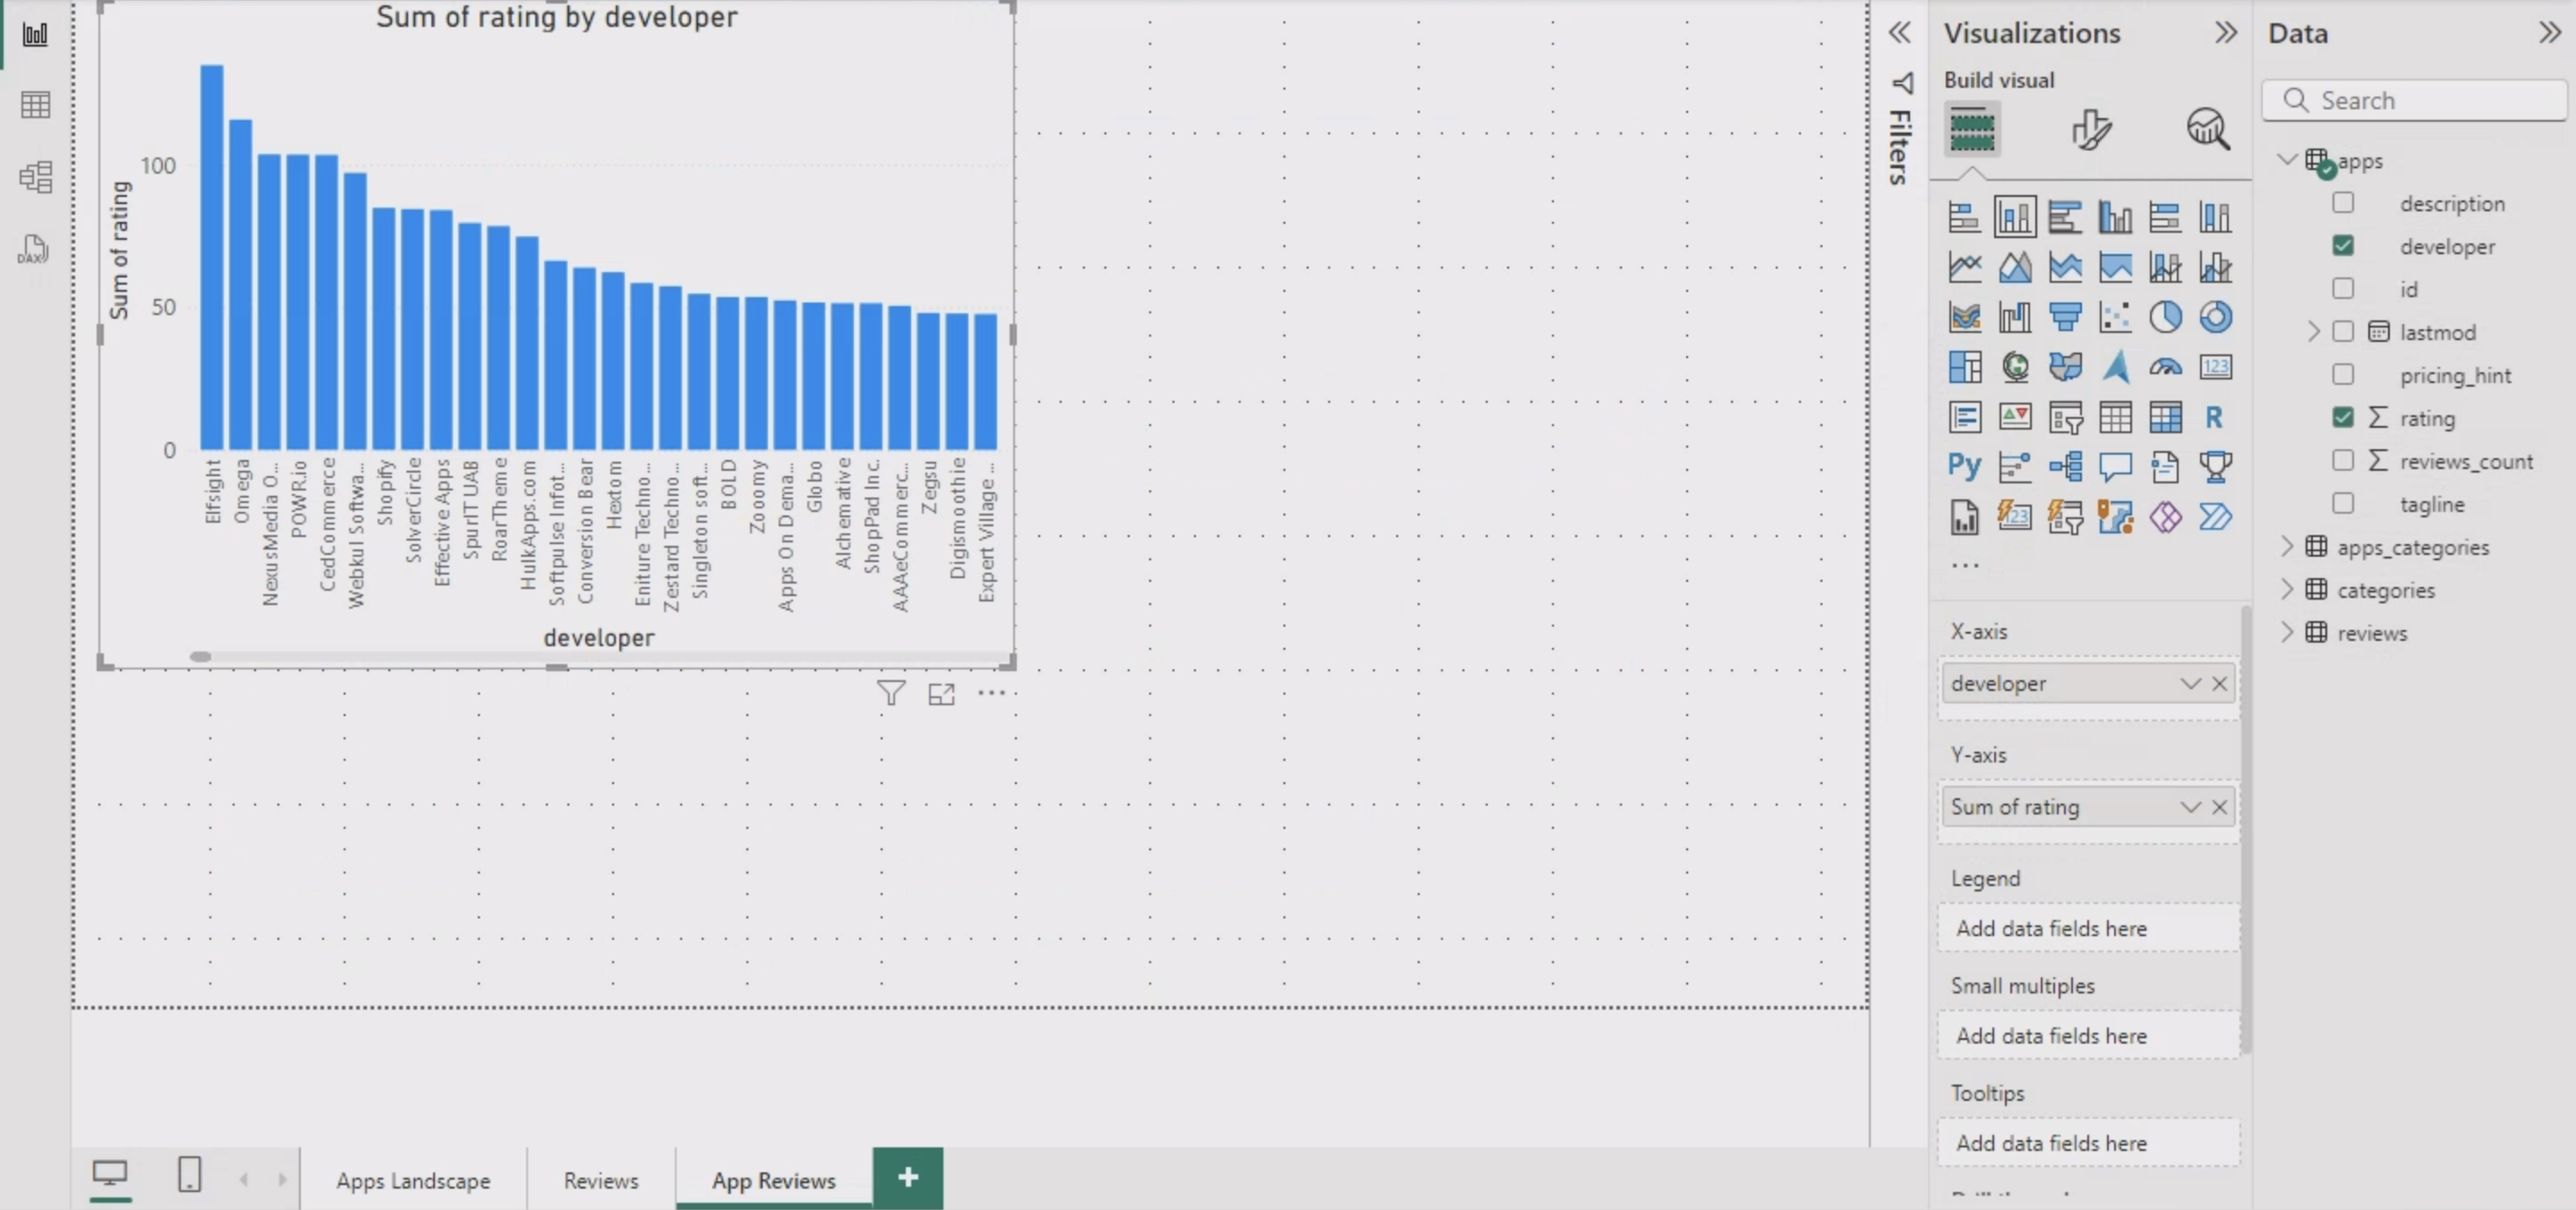 Sum of rating by developer
Sum of rating
100
50
0
Elfsight
Omega
NexusMedia O...
POWR.io
CedCommerce
Webkul Softwa...
Shopify
SolverCircle
Effective Apps
SpurIT UAB
RoarTheme
HulkApps.com
Softpulse Infot...
Conversion Bear
Hextom
Eniture Techno...
Zestard Techno...
Singleton soft...
BOLD
Zooomy
Apps On Dema...
Globo
Alchemative
ShopPad Inc.
AAAeCommerc...
Zegsu
Digismoothie
Expert Village ...
developer
DAX
Apps Landscape
Reviews
App Reviews
+
Filters
Visualizations
Build visual
123
R
Py
123
...
X-axis
developer
Y-axis
Sum of rating
Legend
Add data fields here
Small multiples
Add data fields here
Tooltips
Add data fields here
Data
Search
apps
description
developer
id
lastmod
pricing_hint
Σ rating
Σ reviews_count
tagline
apps_categories
categories
reviews